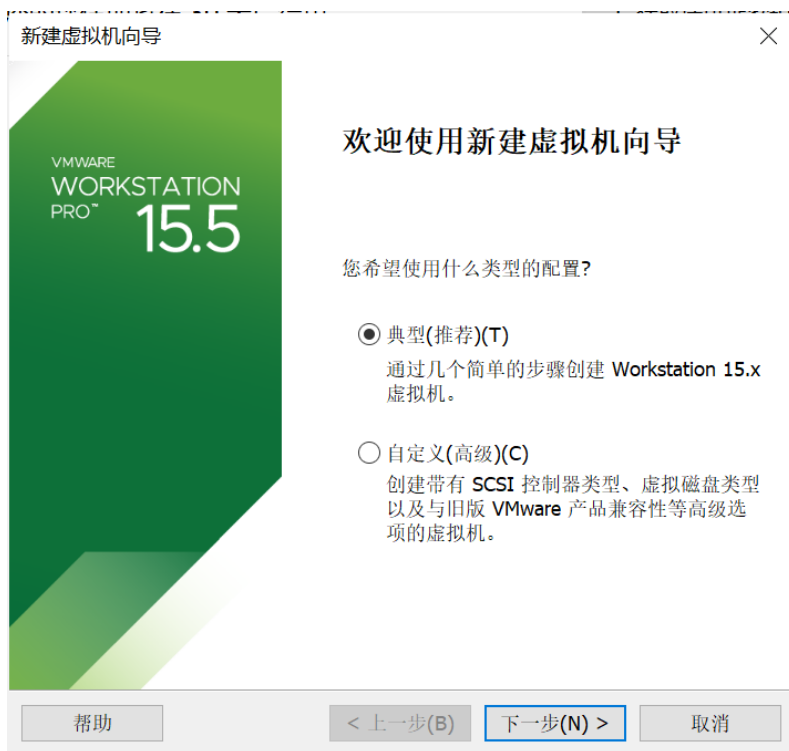 新建虚拟机向导
VMWARE
WORKSTATION
PRO™ 15.5
欢迎使用新建虚拟机向导
您希望使用什么类型的配置?
典型(推荐)(T)
通过几个简单的步骤创建 Workstation 15.x
虚拟机。
自定义(高级)(C)
创建带有 SCSI 控制器类型、虚拟磁盘类型
以及与旧版 VMware 产品兼容性等高级选
项的虚拟机。
帮助
< 上一步(B)
下一步(N) >
取消